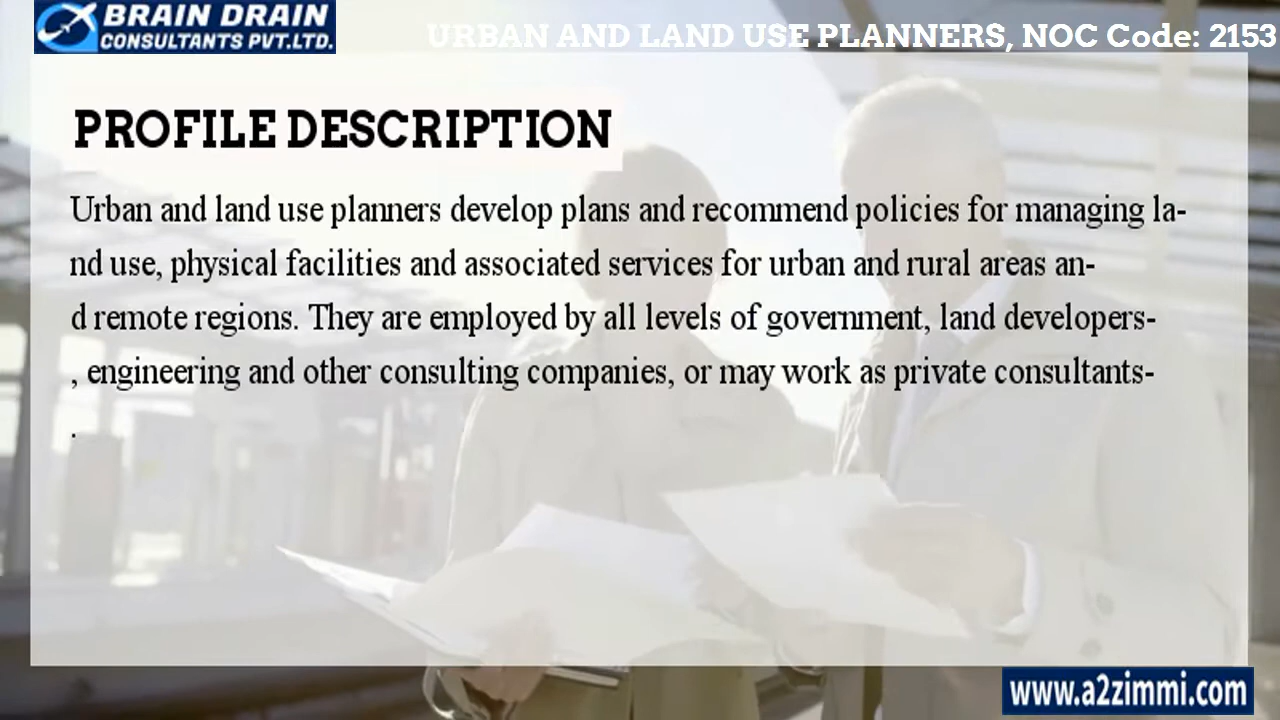 BRAIN DRAIN
CONSULTANTS PVT.LTD.
URBAN AND LAND USE PLANNERS, NOC Code: 2153
PROFILE DESCRIPTION
Urban and land use planners develop plans and recommend policies for managing la-
nd use, physical facilities and associated services for urban and rural areas an-
d remote regions. They are employed by all levels of government, land developers-
, engineering and other consulting companies, or may work as private consultants-
.
www.a2zimmi.com